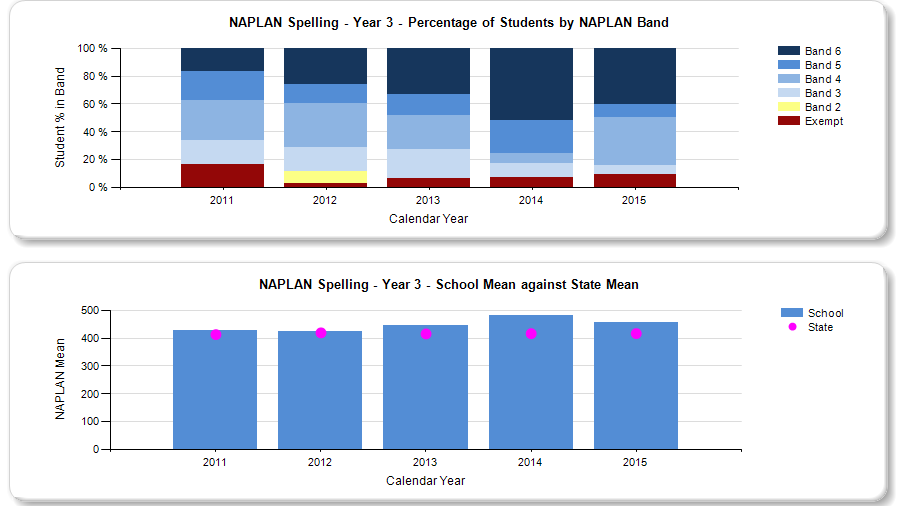 NAPLAN Spelling - Year 3 - Percentage of Students by NAPLAN Band
Student % in Band
100 %
80 %
60 %
40 %
20 %
0 %
2011 2012 2013 2014 2015
Calendar Year
Band 6
Band 5
Band 4
Band 3
Band 2
Exempt
NAPLAN Spelling - Year 3 - School Mean against State Mean
NAPLAN Mean
500
400
300
200
100
0
2011 2012 2013 2014 2015
Calendar Year
School
State